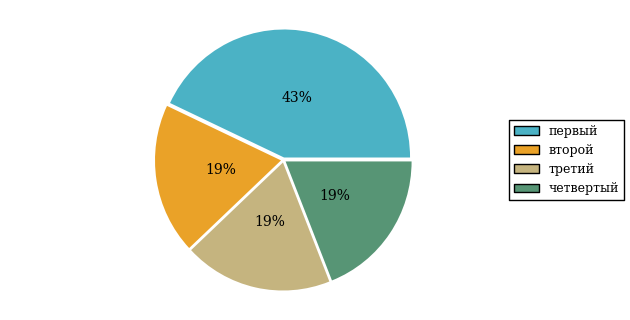 43%
19%
19%
19%
первый
второй
третий
четвертый